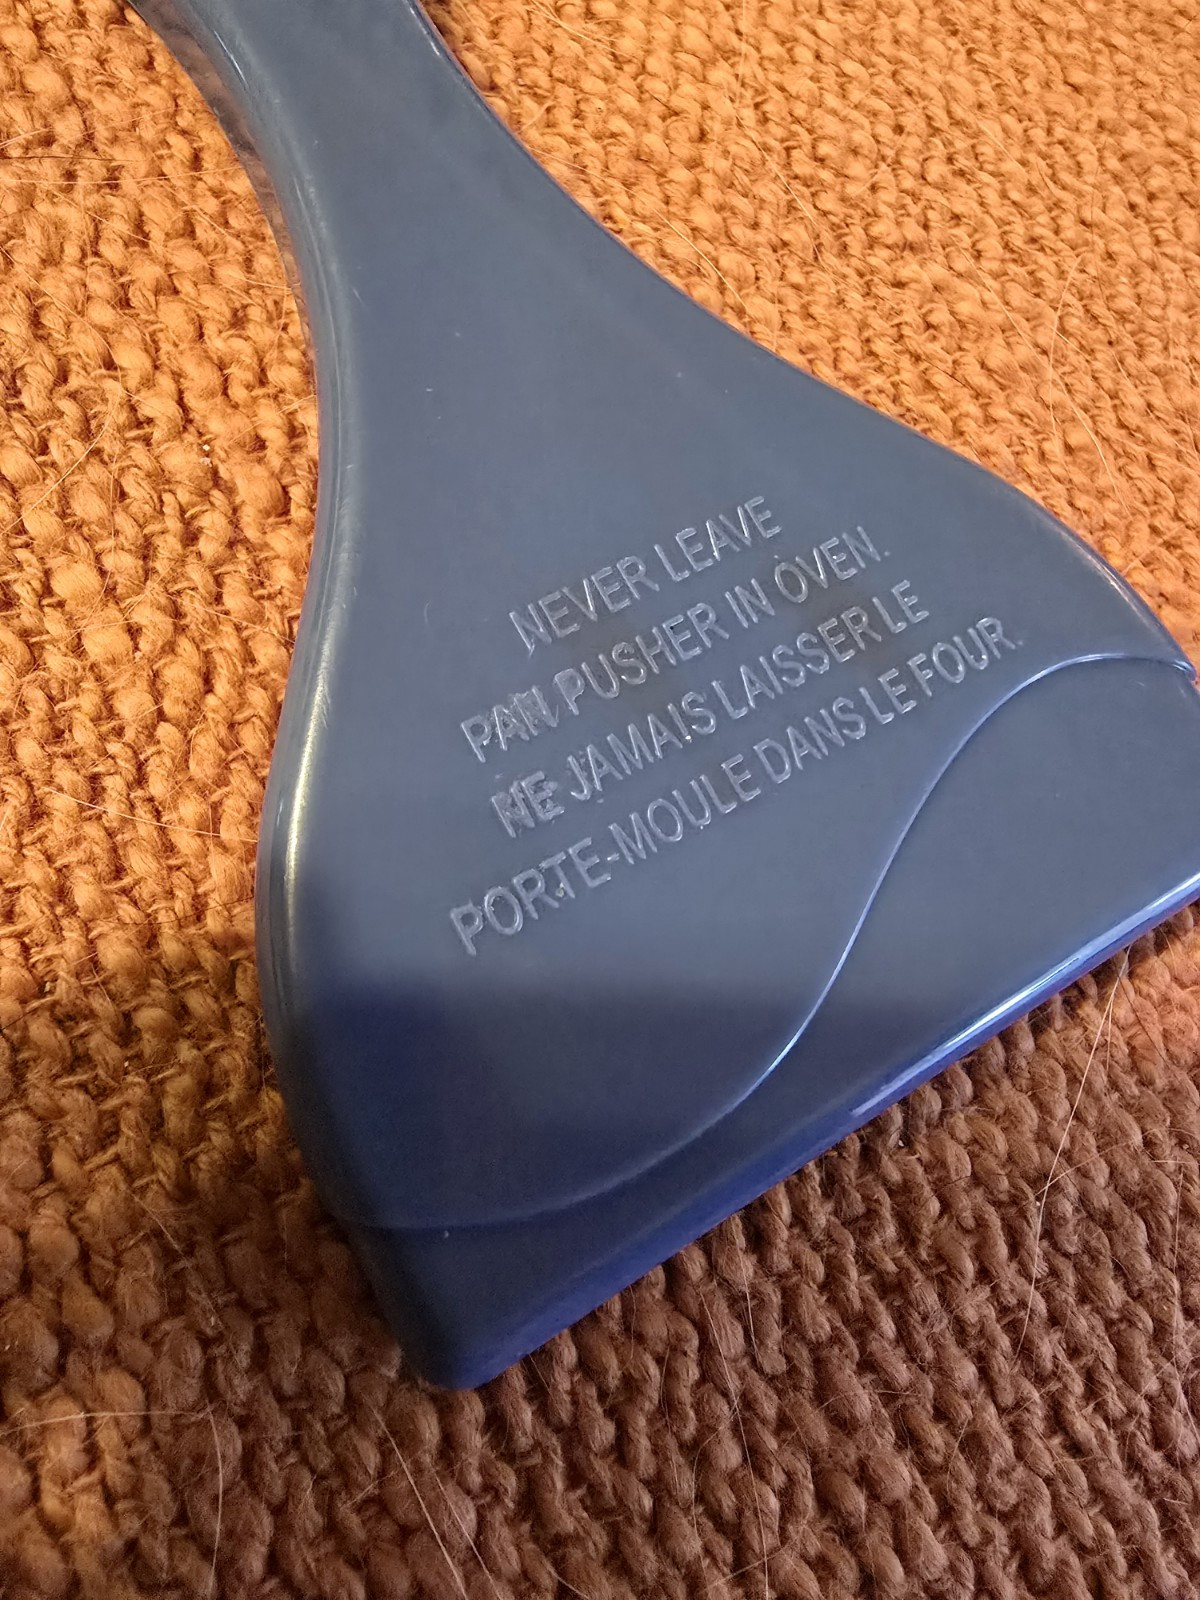 NEVER LEAVE
PAN PUSHER IN OVEN.
NE JAMAIS LAISSER LE
PORTE-MOULE DANS LE FOUR.